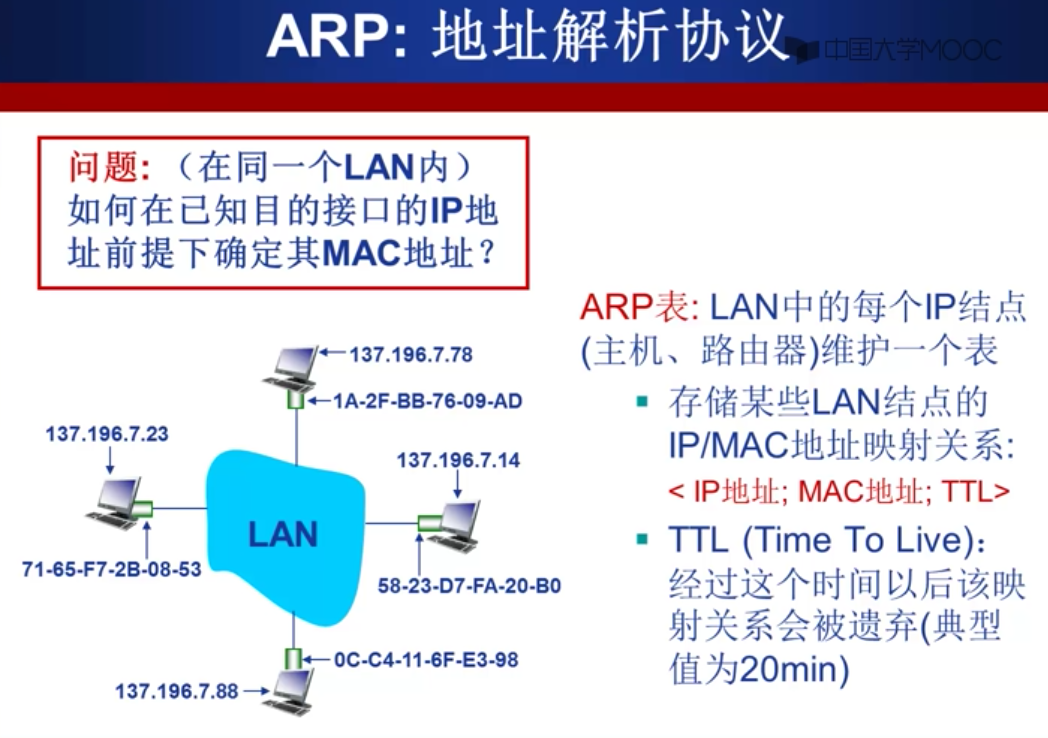 ARP: 地址解析协议
中国大学MOOC
问题: （在同一个LAN内）
如何在已知目的接口的IP地
址前提下确定其MAC地址？
137.196.7.78
1A-2F-BB-76-09-AD
137.196.7.23
137.196.7.14
LAN
71-65-F7-2B-08-53
58-23-D7-FA-20-B0
0C-C4-11-6F-E3-98
137.196.7.88
ARP表: LAN中的每个IP结点
(主机、路由器)维护一个表
▪ 存储某些LAN结点的
IP/MAC地址映射关系:
< IP地址; MAC地址; TTL>
▪ TTL (Time To Live)：
经过这个时间以后该映
射关系会被遗弃(典型
值为20min)